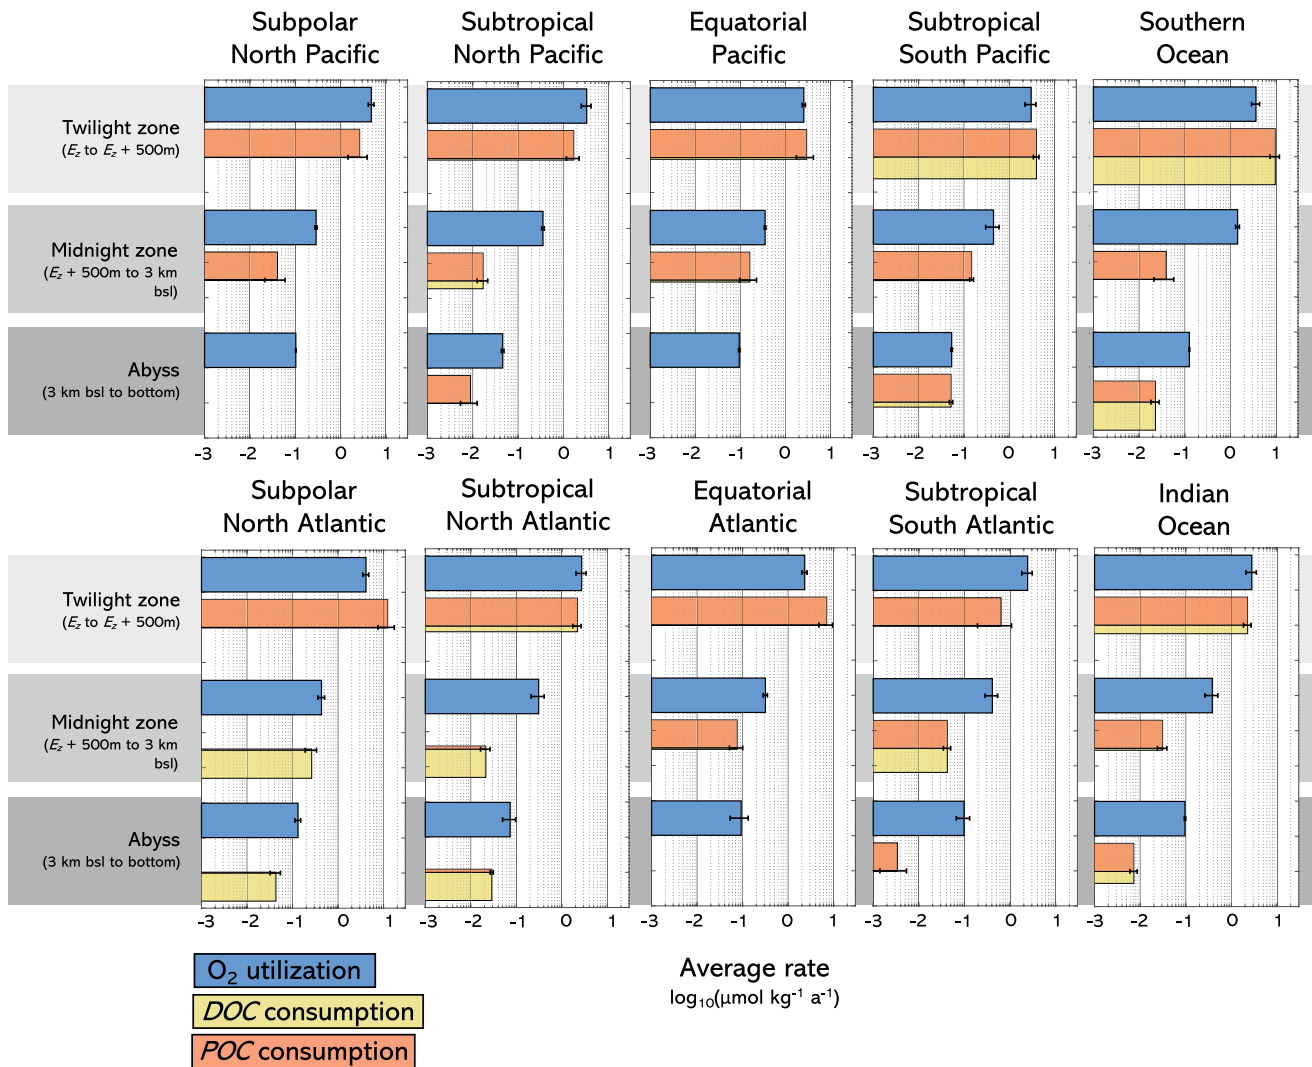 Subpolar
North Pacific
Subtropical
North Pacific
Equatorial
Pacific
Subtropical
South Pacific
Southern
Ocean
Twilight zone
(Ez to Ez + 500m)
Midnight zone
(Ez + 500m to 3 km
bsl)
Abyss
(3 km bsl to bottom)
-3 -2 -1 0 1
-3 -2 -1 0 1
-3 -2 -1 0 1
-3 -2 -1 0 1
-3 -2 -1 0 1
Subpolar
North Atlantic
Subtropical
North Atlantic
Equatorial
Atlantic
Subtropical
South Atlantic
Indian
Ocean
Twilight zone
(Ez to Ez + 500m)
Midnight zone
(Ez + 500m to 3 km
bsl)
Abyss
(3 km bsl to bottom)
-3 -2 -1 0 1
-3 -2 -1 0 1
-3 -2 -1 0 1
-3 -2 -1 0 1
-3 -2 -1 0 1
O₂ utilization
DOC consumption
POC consumption
Average rate
log₁₀(μmol kg⁻¹ a⁻¹)